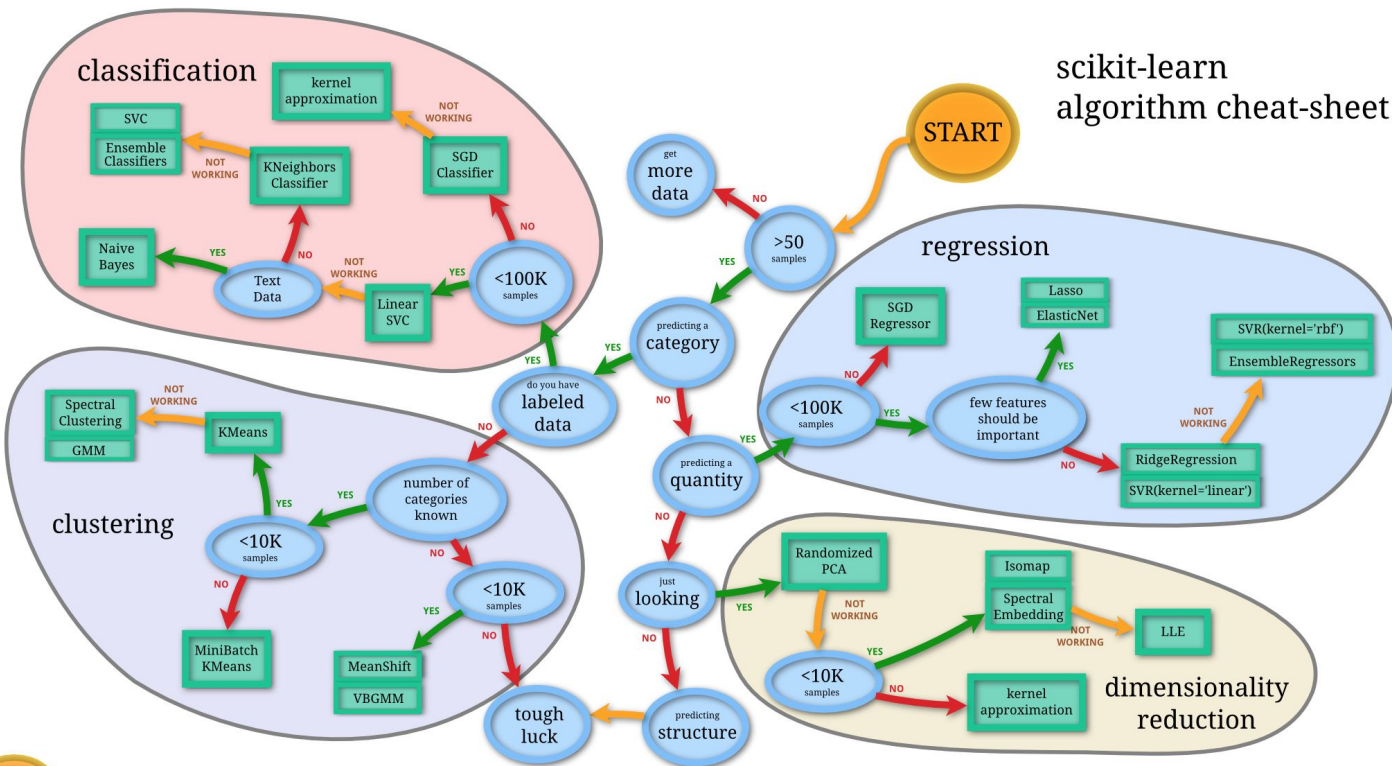 scikit-learn
algorithm cheat-sheet
START
get
more
data
NO
>50
samples
YES
predicting a
category
YES
NO
do you have
labeled
data
YES
NO
predicting a
quantity
YES
NO
just
looking
YES
NO
predicting
structure
tough
luck
classification
kernel
approximation
NOT
WORKING
SGD
Classifier
NO
<100K
samples
YES
Linear
SVC
NOT
WORKING
Text
Data
YES
Naive
Bayes
NO
KNeighbors
Classifier
NOT
WORKING
SVC
Ensemble
Classifiers
clustering
number of
categories
known
YES
NO
<10K
samples
YES
KMeans
NOT
WORKING
Spectral
Clustering
GMM
NO
MiniBatch
KMeans
<10K
samples
YES
MeanShift
VBGMM
NO
regression
<100K
samples
NO
SGD
Regressor
YES
few features
should be
important
YES
Lasso
ElasticNet
NO
RidgeRegression
SVR(kernel='linear')
NOT
WORKING
SVR(kernel='rbf')
EnsembleRegressors
dimensionality
reduction
Randomized
PCA
NOT
WORKING
<10K
samples
YES
Isomap
Spectral
Embedding
NOT
WORKING
LLE
NO
kernel
approximation